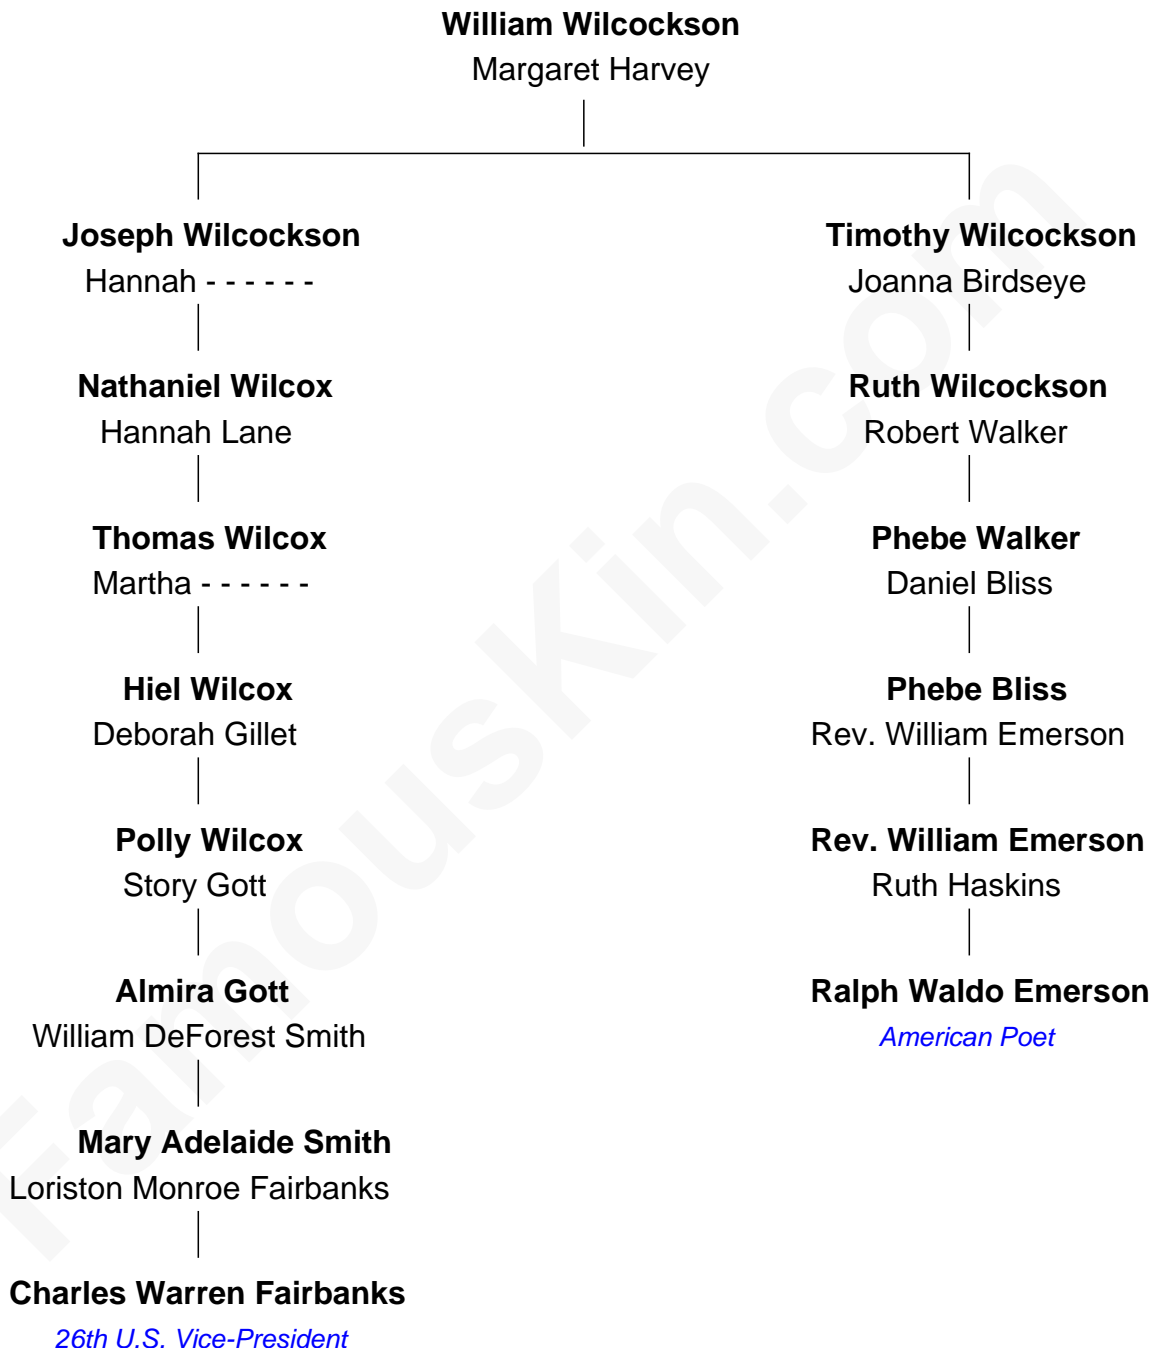 William Wilcockson
Margaret Harvey
Joseph Wilcockson
Hannah - - - - - -
Timothy Wilcockson
Joanna Birdseye
Nathaniel Wilcox
Hannah Lane
Ruth Wilcockson
Robert Walker
Thomas Wilcox
Martha - - - - - -
Phebe Walker
Daniel Bliss
Hiel Wilcox
Deborah Gillet
Phebe Bliss
Rev. William Emerson
Polly Wilcox
Story Gott
Rev. William Emerson
Ruth Haskins
Almira Gott
William DeForest Smith
Ralph Waldo Emerson
American Poet
Mary Adelaide Smith
Loriston Monroe Fairbanks
Charles Warren Fairbanks
26th U.S. Vice-President
FamousKin.com